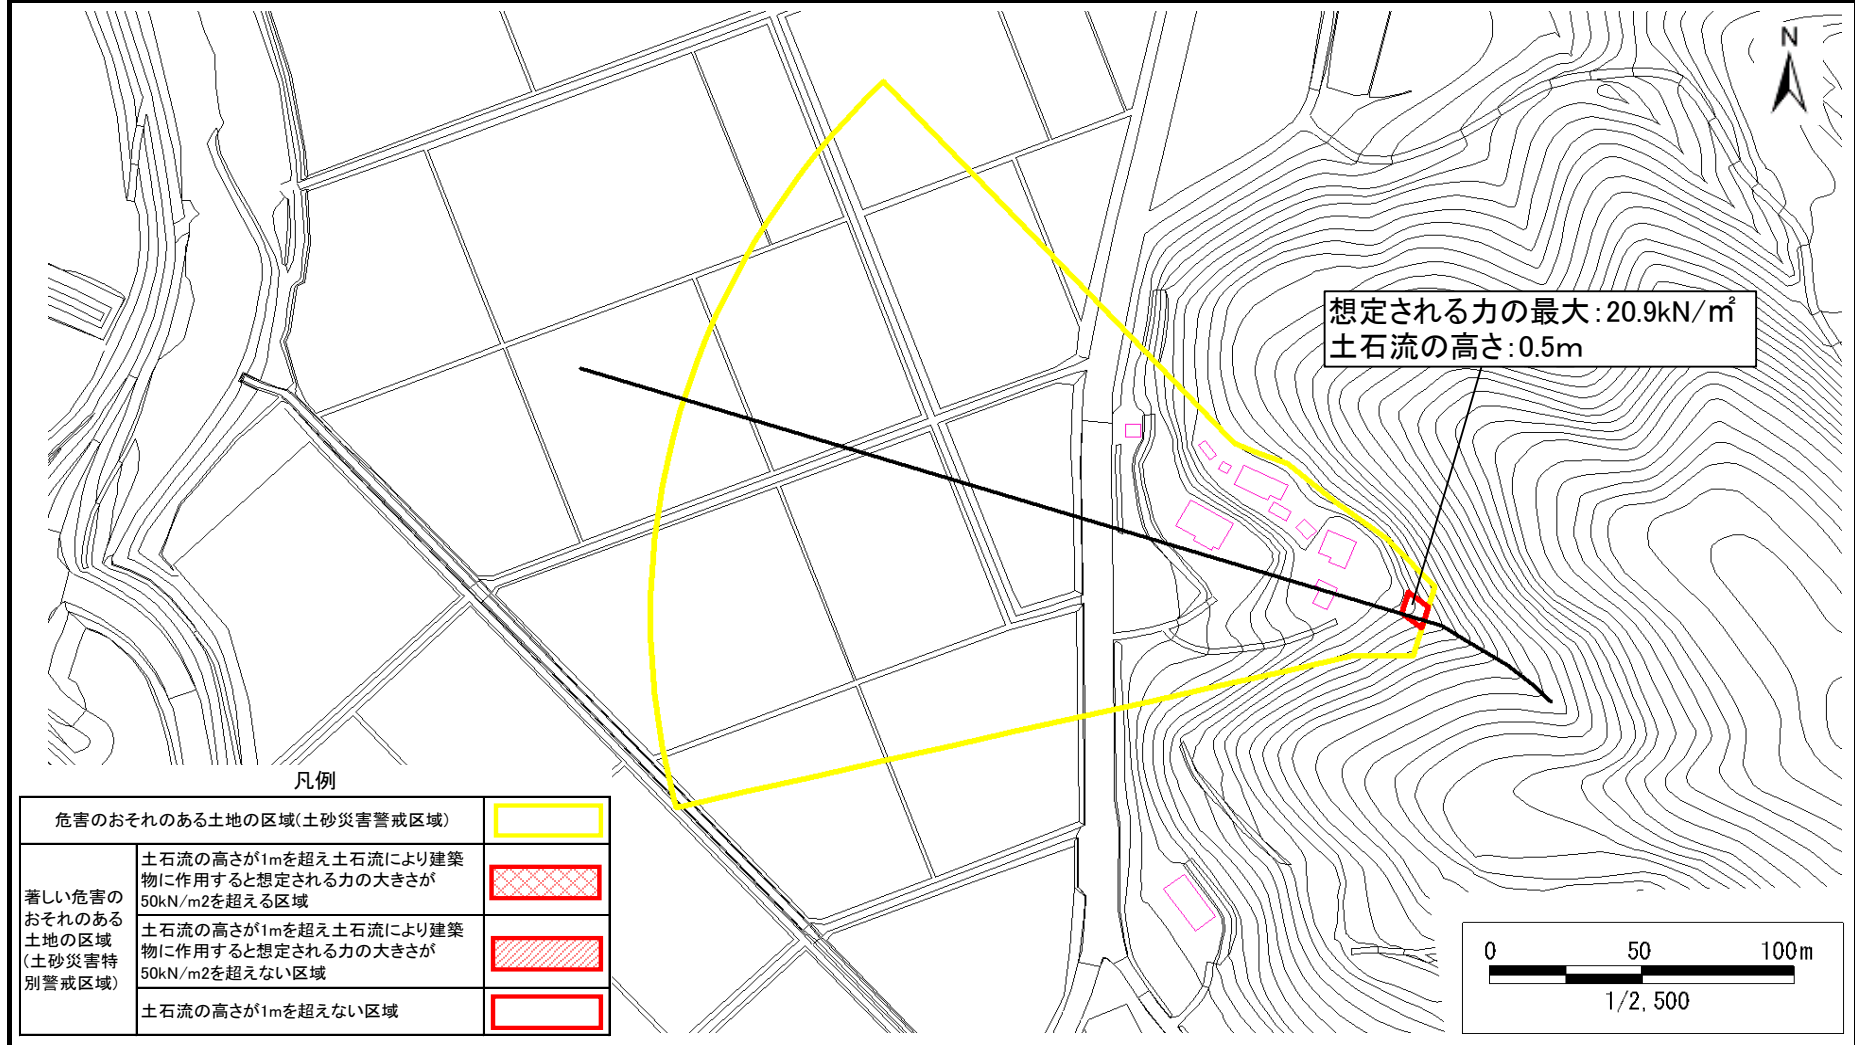 N
想定される力の最大:20.9kN/㎡
土石流の高さ:0.5m
凡例
危害のおそれのある土地の区域(土砂災害警戒区域)
著しい危害の
おそれのある
土地の区域
(土砂災害特
別警戒区域)
土石流の高さが1mを超え土石流により建築
物に作用すると想定される力の大きさが
50kN/m2を超える区域
土石流の高さが1mを超え土石流により建築
物に作用すると想定される力の大きさが
50kN/m2を超えない区域
土石流の高さが1mを超えない区域
0 50 100m
1/2,500